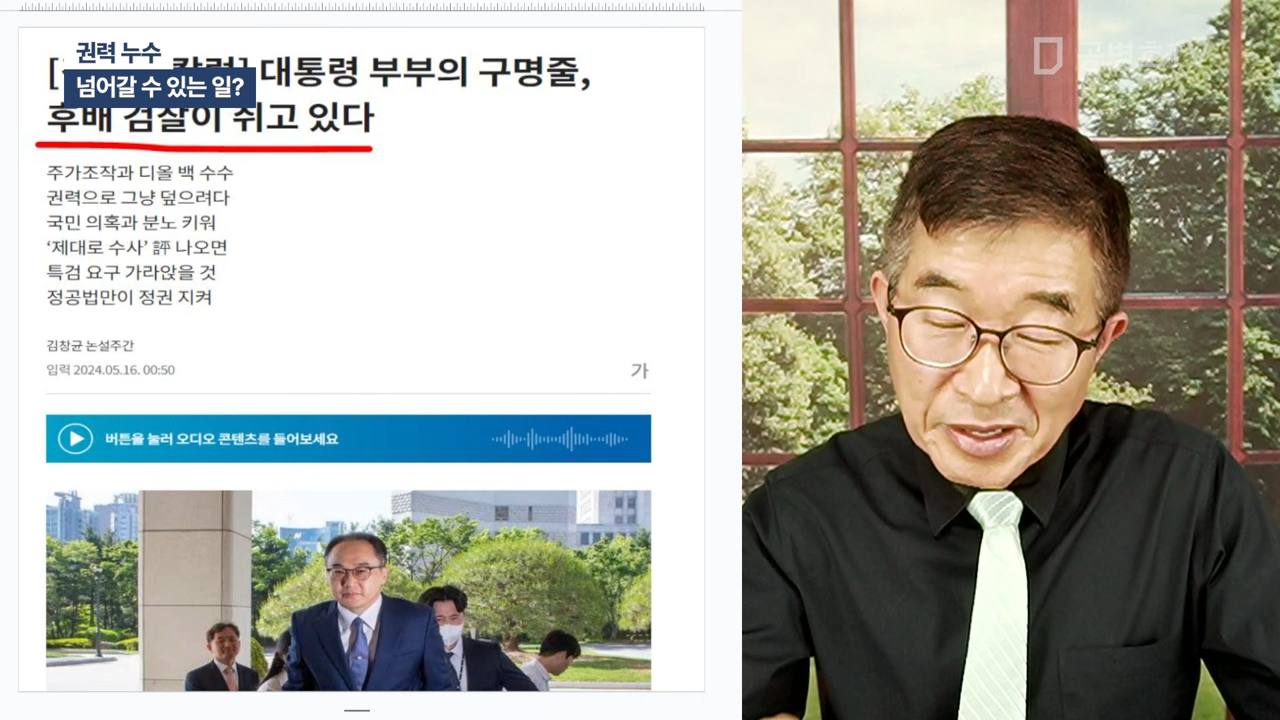 권력 누수
넘어갈 수 있는 일?
대통령 부부의 구명줄,
후배 검찰이 쥐고 있다
주가조작과 디올 백 수수
권력으로 그냥 덮으려다
국민 의혹과 분노 키워
‘제대로 수사’ 評 나오면
특검 요구 가라앉을 것
정공법만이 정권 지켜
김창균 논설주간
입력 2024.05.16. 00:50
가
버튼을 눌러 오디오 콘텐츠를 들어보세요
공병호TV